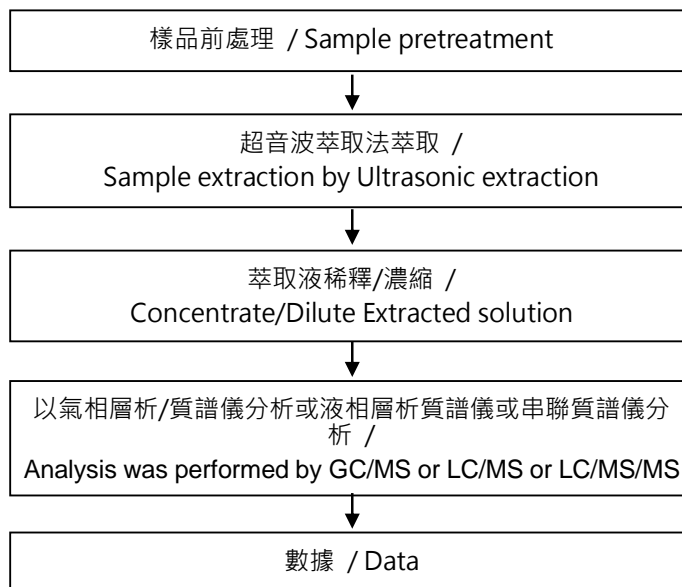 樣品前處理 / Sample pretreatment
超音波萃取法萃取 /
Sample extraction by Ultrasonic extraction
萃取液稀釋/濃縮 /
Concentrate/Dilute Extracted solution
以氣相層析/質譜儀分析或液相層析質譜儀或串聯質譜儀分
析 /
Analysis was performed by GC/MS or LC/MS or LC/MS/MS
數據 / Data